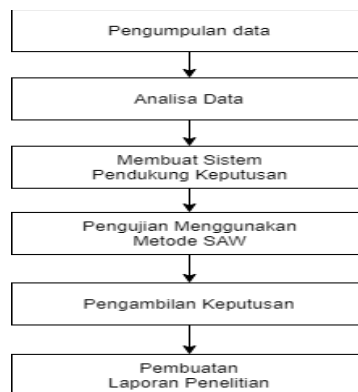 Pengumpulan data
Analisa Data
Membuat Sistem
Pendukung Keputusan
Pengujian Menggunakan
Metode SAW
Pengambilan Keputusan
Pembuatan
Laporan Penelitian